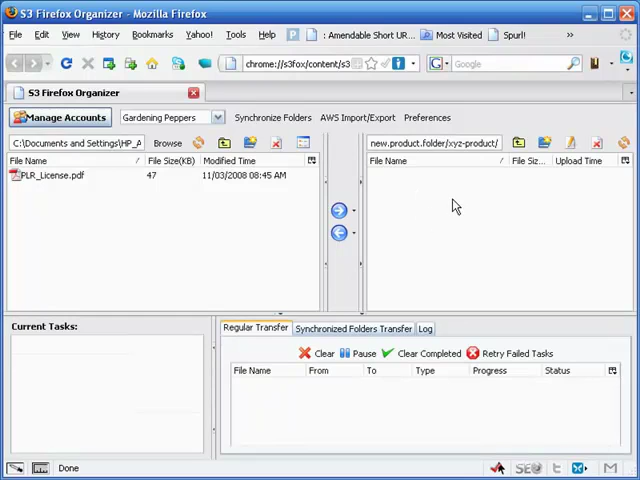 S3 Firefox Organizer - Mozilla Firefox
File Edit View History Bookmarks Yahoo! Tools Help P : Amendable Short UR... Most Visited Spurl!
chrome://s3fox/content/s3 G Google
S3 Firefox Organizer
Manage Accounts Gardening Peppers Synchronize Folders AWS Import/Export Preferences
C:\Documents and Settings\HP_A Browse new.product.folder/xyz-product/
File Name File Size(KB) Modified Time File Name File Siz... Upload Time
PLR_License.pdf 47 11/03/2008 08:45 AM
Current Tasks: Regular Transfer Synchronized Folders Transfer Log
Clear Pause Clear Completed Retry Failed Tasks
File Name From To Type Progress Status
Done SEO t M